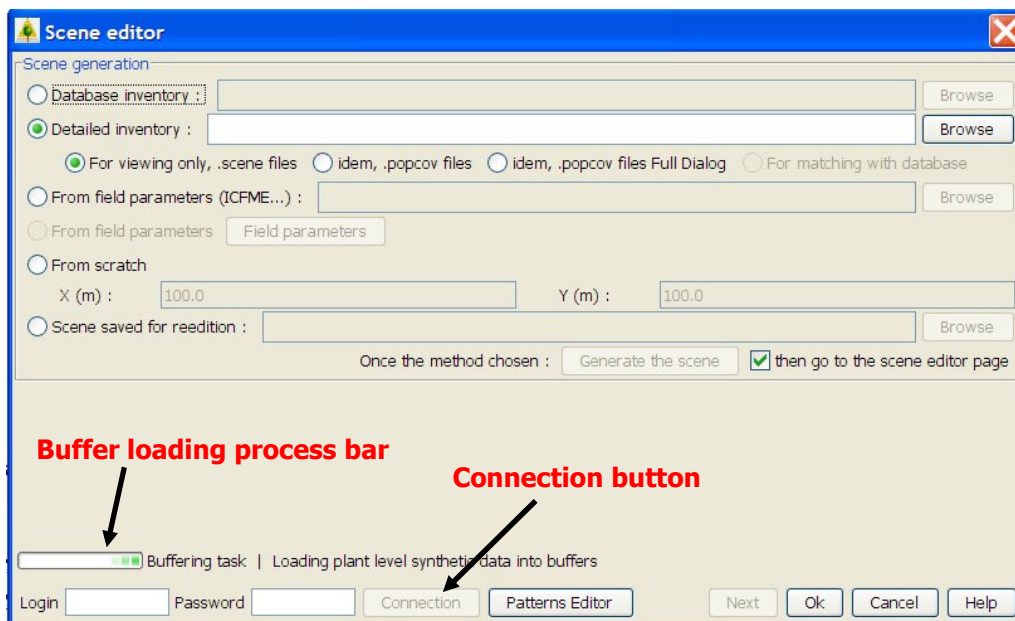 Scene editor
Scene generation
Database inventory : Browse
Detailed inventory : Browse
For viewing only, .scene files idem, .popcov files idem, .popcov files Full Dialog For matching with database
From field parameters (ICFME...) : Browse
From field parameters Field parameters
From scratch
X (m) : 100.0 Y (m) : 100.0
Scene saved for reedition : Browse
Once the method chosen : Generate the scene then go to the scene editor page
Buffer loading process bar
Connection button
Buffering task | Loading plant level synthetic data into buffers
Login Password Connection Patterns Editor Next Ok Cancel Help